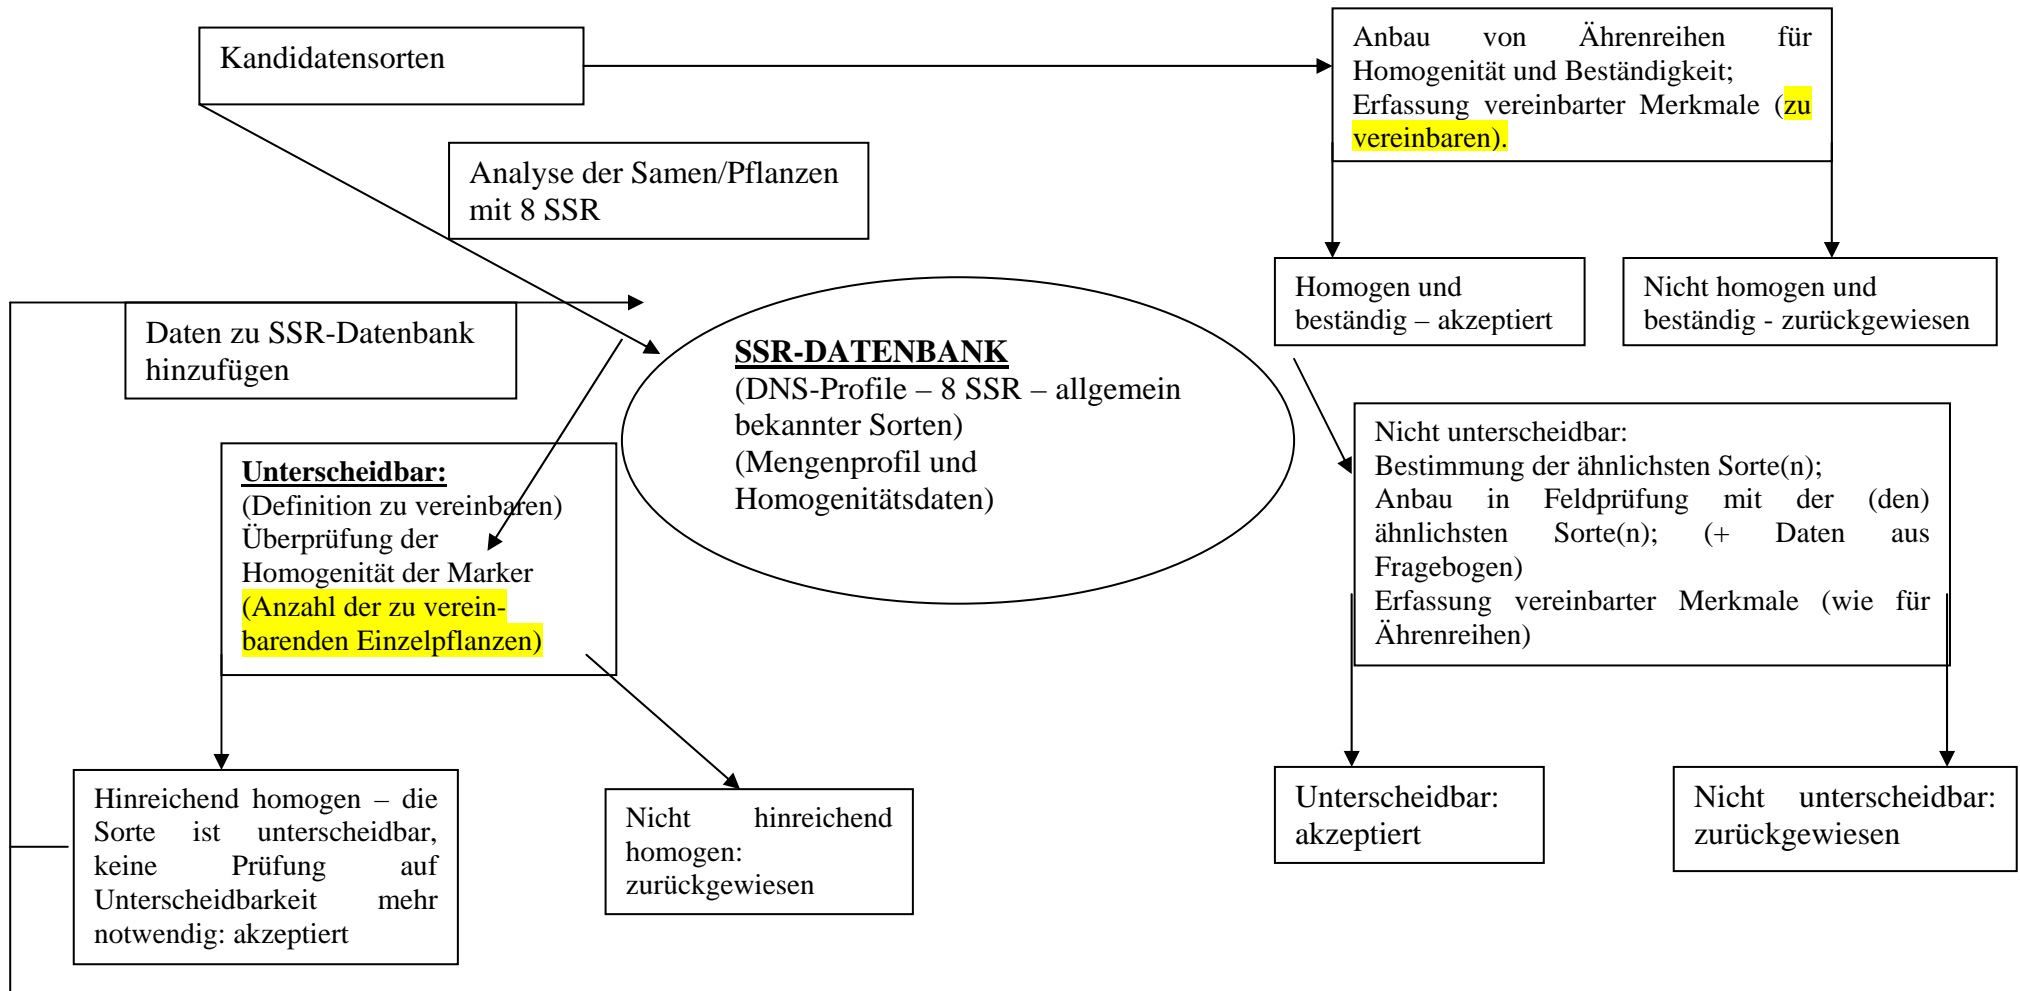 Kandidatensorten
Anbau von Ährenreihen für
Homogenität und Beständigkeit;
Erfassung vereinbarter Merkmale (zu
vereinbaren).
Analyse der Samen/Pflanzen
mit 8 SSR
Homogen und
beständig – akzeptiert
Nicht homogen und
beständig - zurückgewiesen
Daten zu SSR-Datenbank
hinzufügen
SSR-DATENBANK
(DNS-Profile – 8 SSR – allgemein
bekannter Sorten)
(Mengenprofil und
Homogenitätsdaten)
Nicht unterscheidbar:
Bestimmung der ähnlichsten Sorte(n);
Anbau in Feldprüfung mit der (den)
ähnlichsten Sorte(n); (+ Daten aus
Fragebogen)
Erfassung vereinbarter Merkmale (wie für
Ährenreihen)
Unterscheidbar:
(Definition zu vereinbaren)
Überprüfung der
Homogenität der Marker
(Anzahl der zu verein-
barenden Einzelpflanzen)
Hinreichend homogen – die
Sorte ist unterscheidbar,
keine Prüfung auf
Unterscheidbarkeit mehr
notwendig: akzeptiert
Nicht hinreichend
homogen:
zurückgewiesen
Unterscheidbar:
akzeptiert
Nicht unterscheidbar:
zurückgewiesen